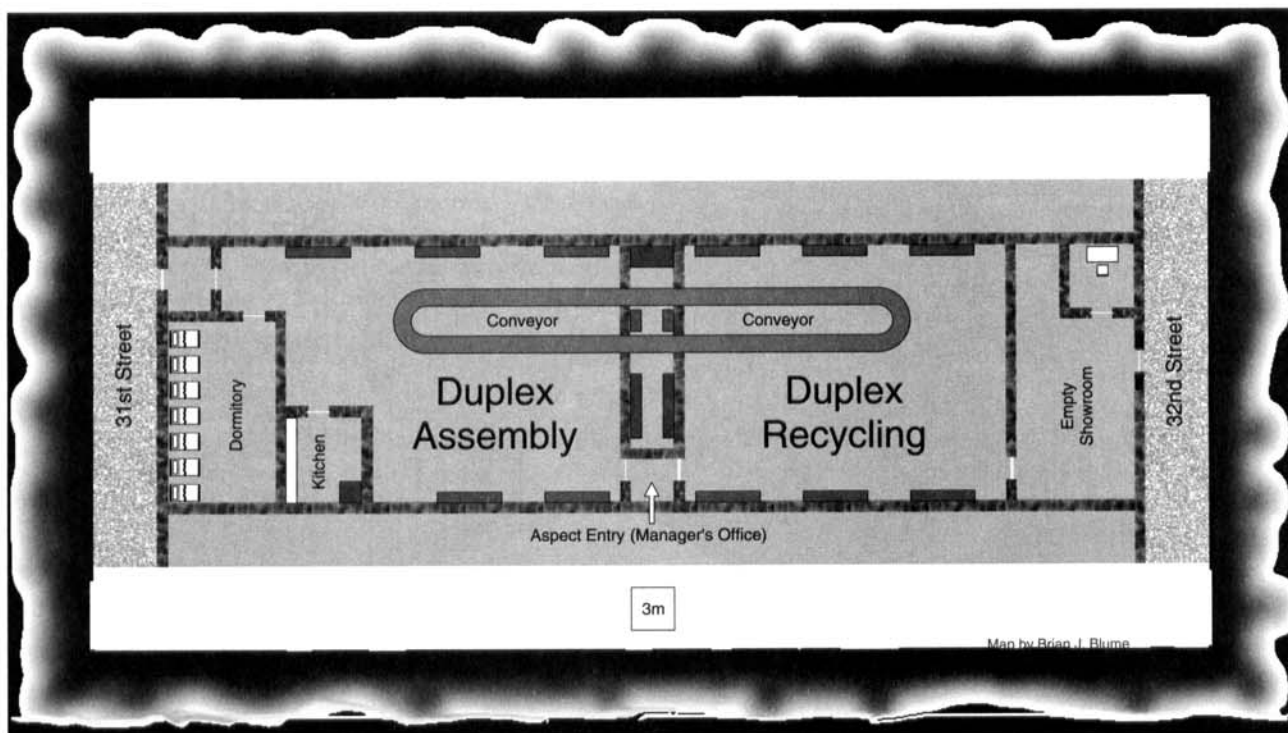 31st Street
Dormitory
Kitchen
Conveyor
Duplex
Assembly
Conveyor
Duplex
Recycling
Empty
Showroom
32nd Street
Aspect Entry (Manager's Office)
3m
Map by Brian J. Blume